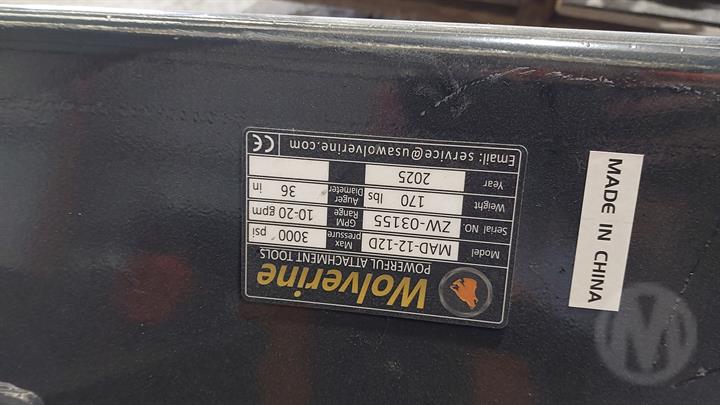 Wolverine
POWERFUL ATTACHMENT TOOLS
Model MAD-12-12D Max pressure 3000 psi
Serial NO. ZW-03155 GPM Range 10-20 gpm
Weight 170 lbs Auger Diameter 36 in
Year 2025
Email: service@usawolverine.com CE
MADE IN CHINA
M